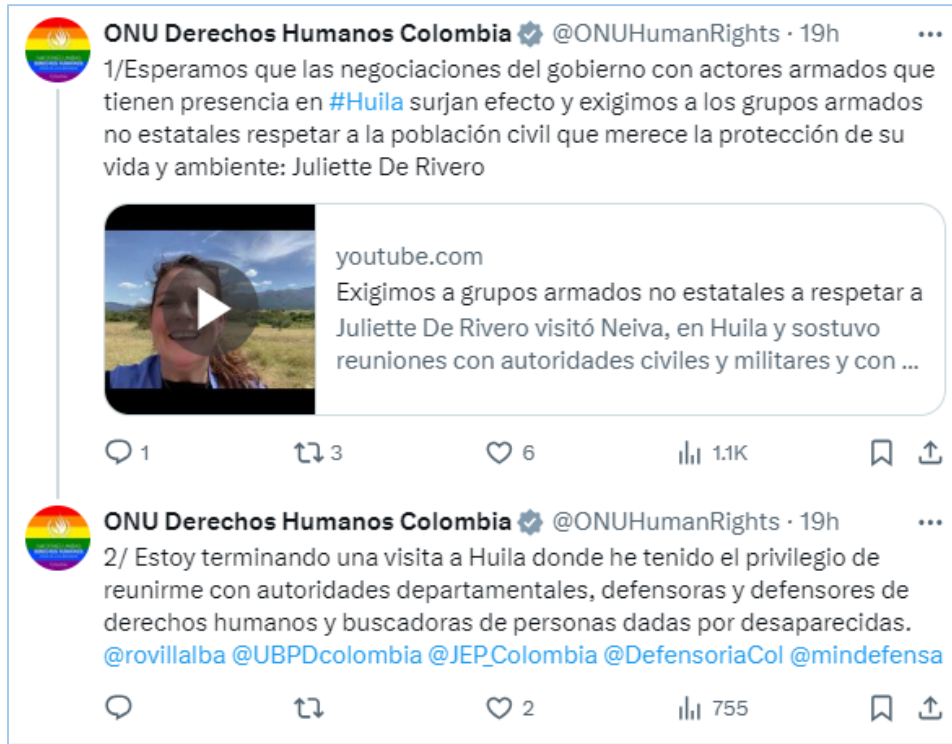 ONU Derechos Humanos Colombia @ONUHumanRights · 19h
1/Esperamos que las negociaciones del gobierno con actores armados que
tienen presencia en #Huila surjan efecto y exigimos a los grupos armados
no estatales respetar a la población civil que merece la protección de su
vida y ambiente: Juliette De Rivero
youtube.com
Exigimos a grupos armados no estatales a respetar a
Juliette De Rivero visitó Neiva, en Huila y sostuvo
reuniones con autoridades civiles y militares y con ...
1 3 6 1.1K
ONU Derechos Humanos Colombia @ONUHumanRights · 19h
2/ Estoy terminando una visita a Huila donde he tenido el privilegio de
reunirme con autoridades departamentales, defensoras y defensores de
derechos humanos y buscadoras de personas dadas por desaparecidas.
@rovillalba @UBPDcolombia @JEP_Colombia @DefensoriaCol @mindefensa
2 755